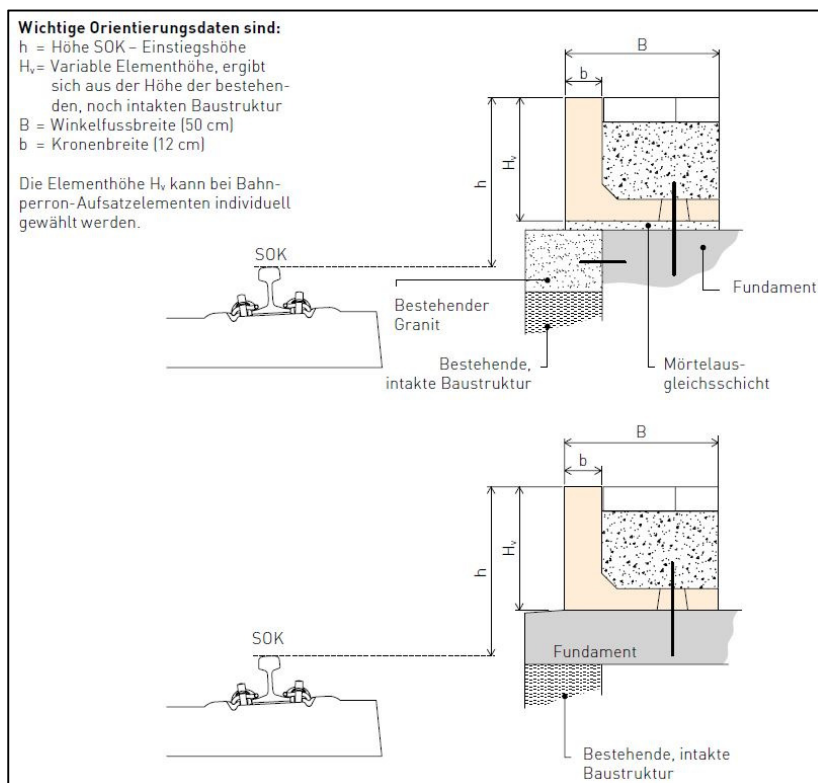 Wichtige Orientierungsdaten sind:
h = Höhe SOK – Einstiegshöhe
Hᵥ = Variable Elementhöhe, ergibt
sich aus der Höhe der bestehen-
den, noch intakten Baustruktur
B = Winkelfussbreite (50 cm)
b = Kronenbreite (12 cm)
Die Elementhöhe Hᵥ kann bei Bahn-
perron-Aufsatzelementen individuell
gewählt werden.
B
b
h
Hᵥ
SOK
Bestehender
Granit
Fundament
Bestehende,
intakte Baustruktur
Mörtelaus-
gleichsschicht
B
b
h
Hᵥ
SOK
Fundament
Bestehende, intakte
Baustruktur